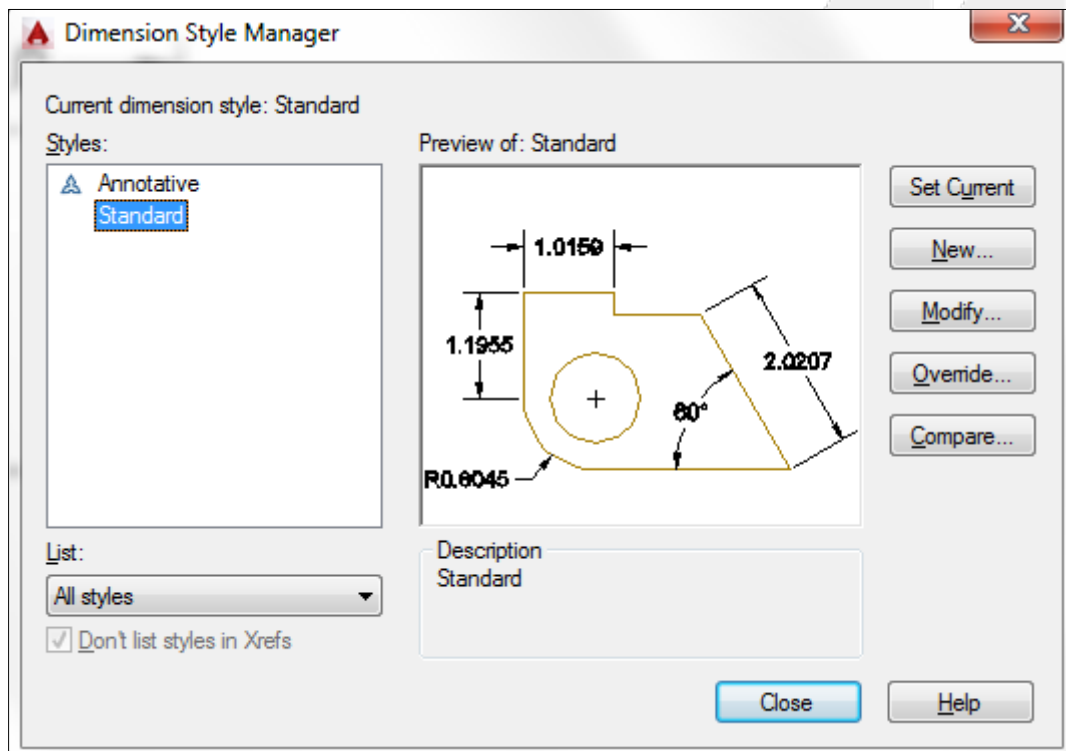 Dimension Style Manager
Current dimension style: Standard
Styles:
Annotative
Standard
Preview of: Standard
1.0159
1.1955
2.0207
60°
R0.8045
Set Current
New...
Modify...
Override...
Compare...
List:
All styles
Don't list styles in Xrefs
Description
Standard
Close
Help